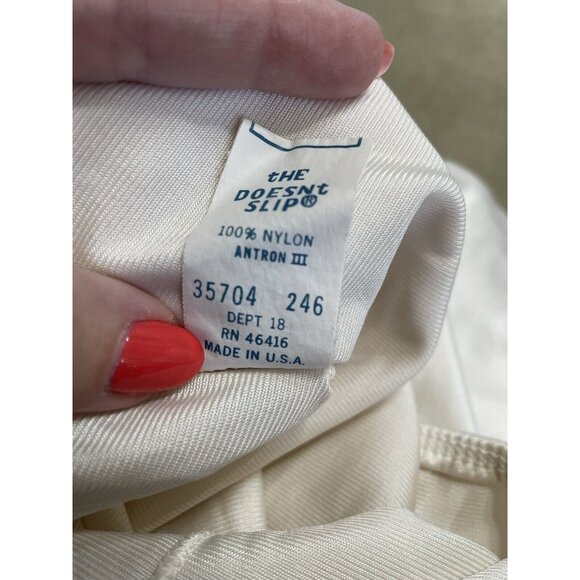 tHE
DOESNt
SLIP®
100% NYLON
ANTRON III
35704 246
DEPT 18
RN 46416
MADE IN U.S.A.